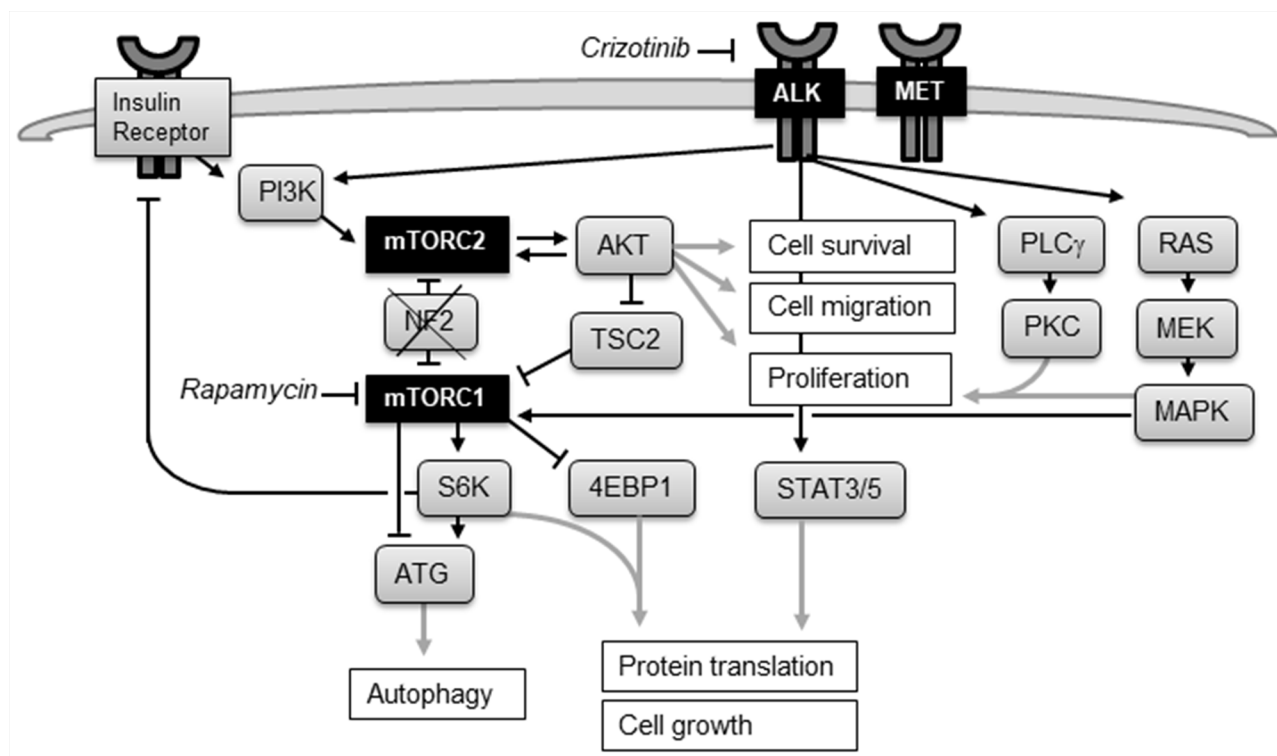 Crizotinib
ALK
MET
Insulin
Receptor
PI3K
mTORC2
AKT
Cell survival
PLCγ
RAS
Cell migration
NF2
TSC2
PKC
MEK
Proliferation
Rapamycin
mTORC1
MAPK
S6K
4EBP1
STAT3/5
ATG
Protein translation
Autophagy
Cell growth